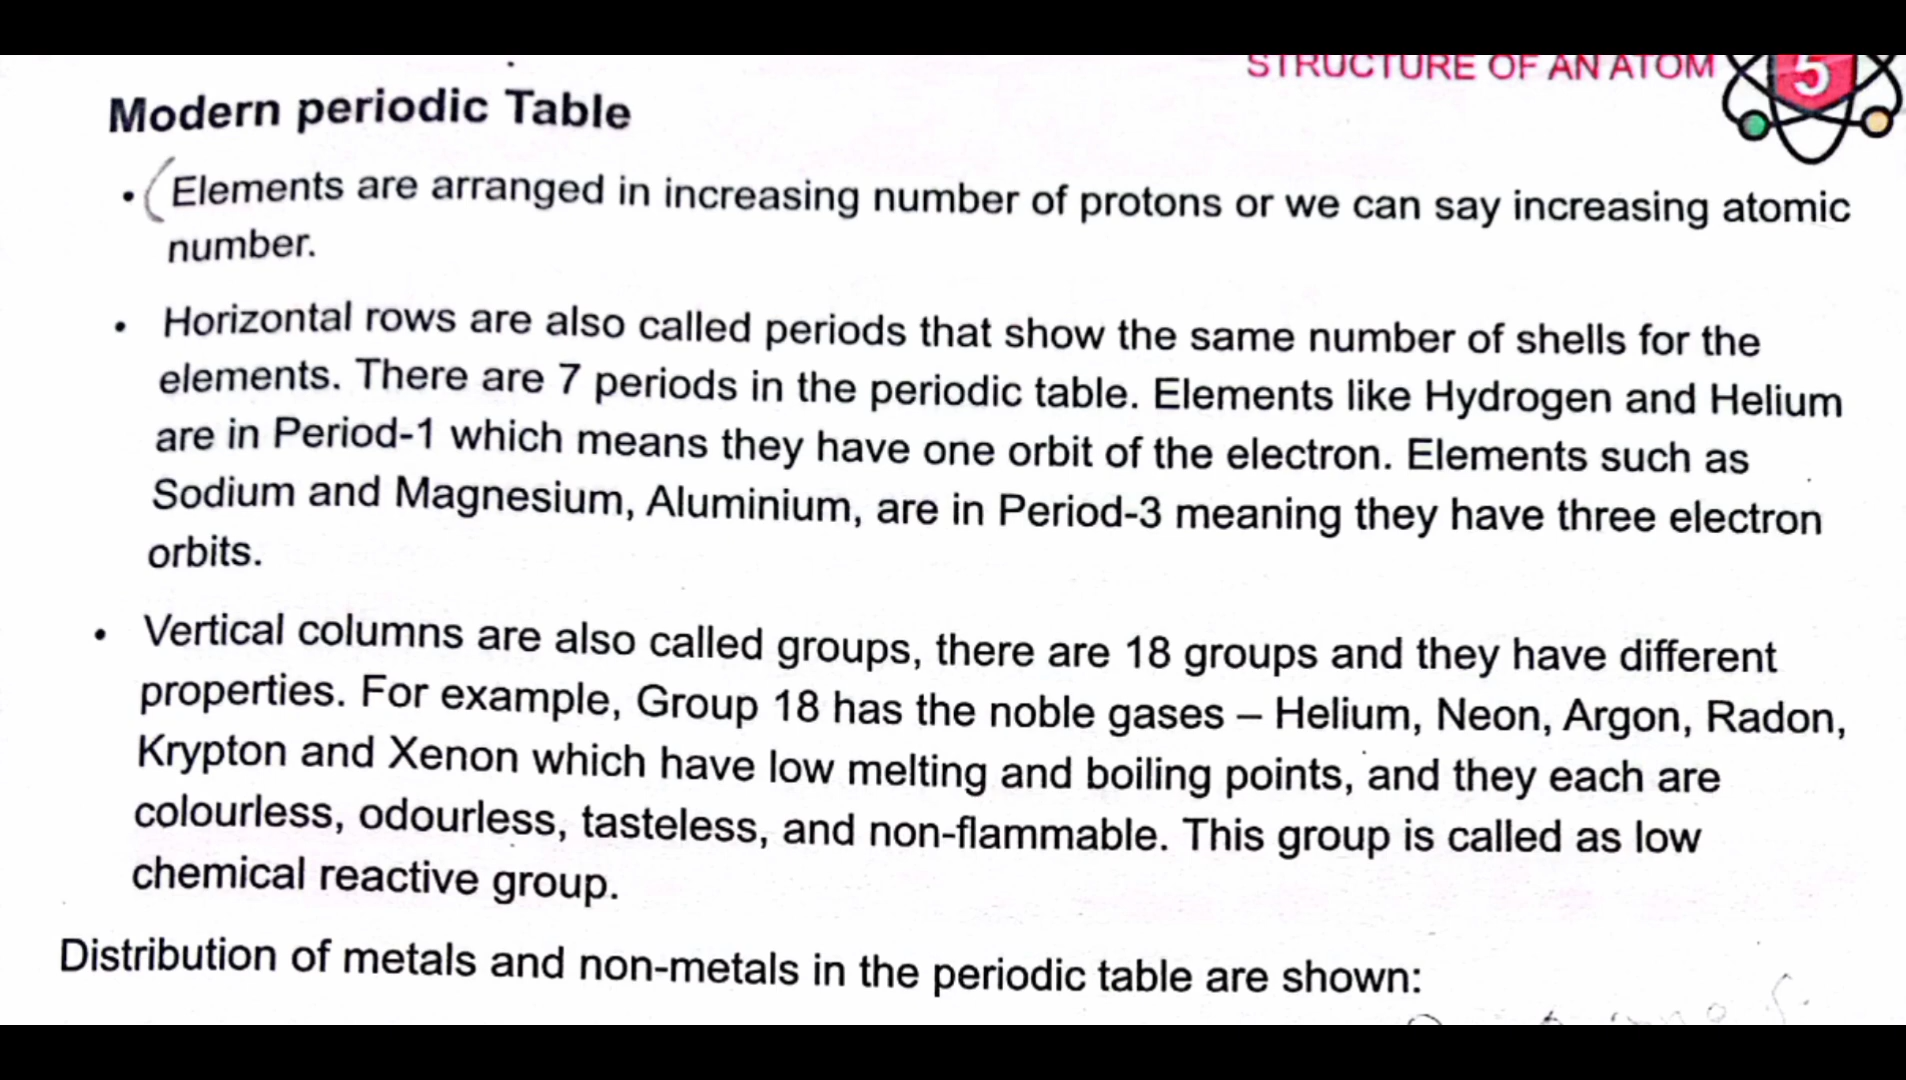 STRUCTURE OF AN ATOM 5
Modern periodic Table
• Elements are arranged in increasing number of protons or we can say increasing atomic
number.
• Horizontal rows are also called periods that show the same number of shells for the
elements. There are 7 periods in the periodic table. Elements like Hydrogen and Helium
are in Period-1 which means they have one orbit of the electron. Elements such as
Sodium and Magnesium, Aluminium, are in Period-3 meaning they have three electron
orbits.
• Vertical columns are also called groups, there are 18 groups and they have different
properties. For example, Group 18 has the noble gases – Helium, Neon, Argon, Radon,
Krypton and Xenon which have low melting and boiling points, and they each are
colourless, odourless, tasteless, and non-flammable. This group is called as low
chemical reactive group.
Distribution of metals and non-metals in the periodic table are shown: